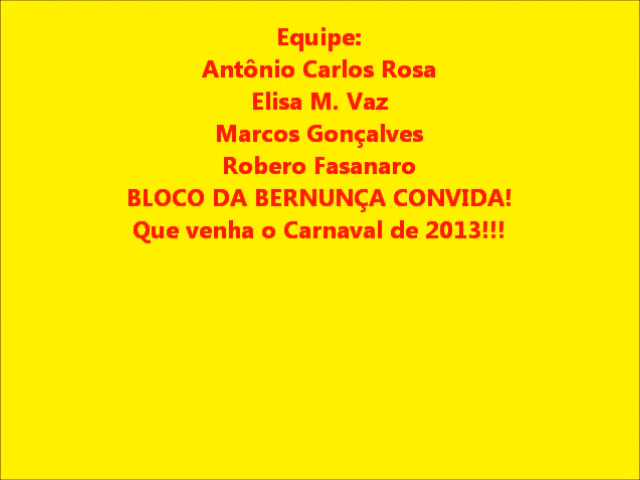 Equipe:
Antônio Carlos Rosa
Elisa M. Vaz
Marcos Gonçalves
Robero Fasanaro
BLOCO DA BERNUNÇA CONVIDA!
Que venha o Carnaval de 2013!!!